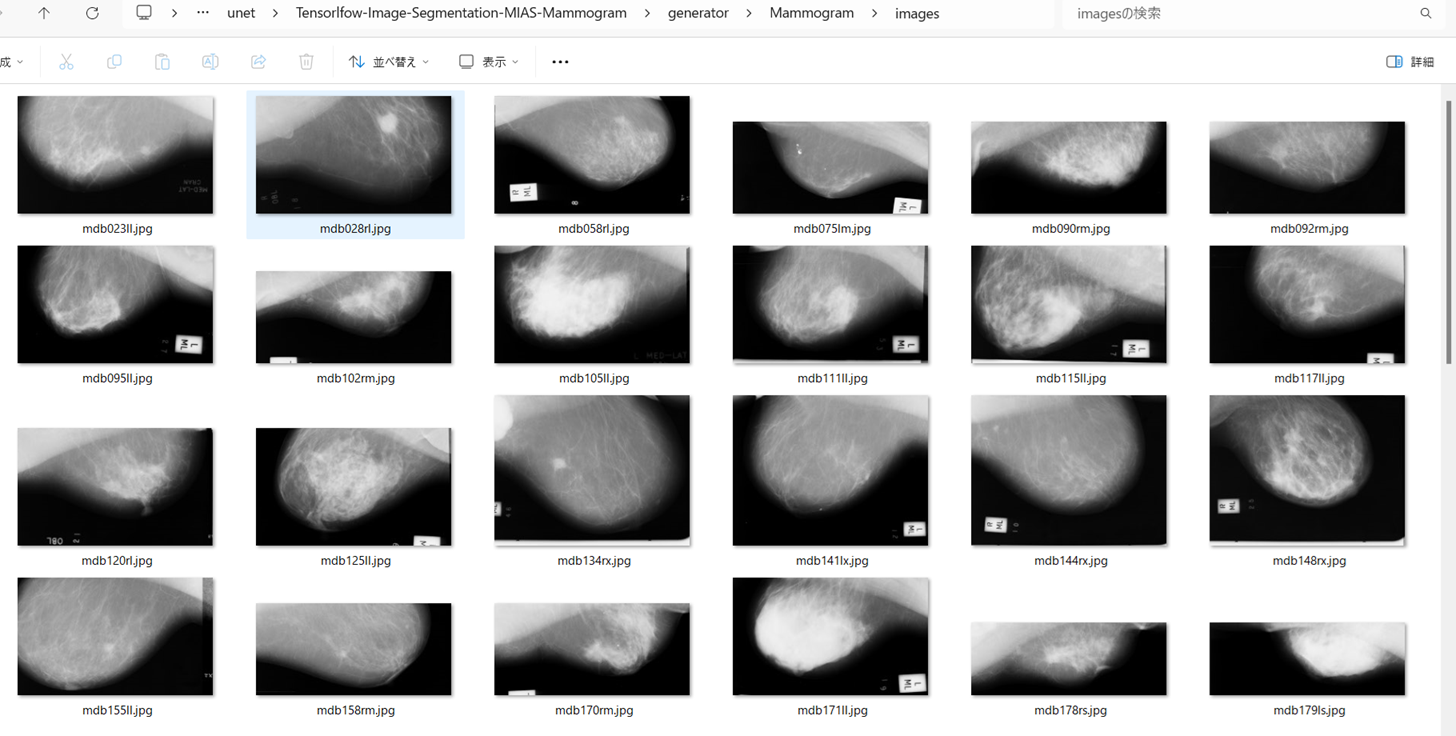 unet > Tensorlfow-Image-Segmentation-MIAS-Mammogram > generator > Mammogram > images
imagesの検索
成
並べ替え
表示
詳細
mdb023ll.jpg
mdb028rl.jpg
mdb058rl.jpg
mdb075lm.jpg
mdb090rm.jpg
mdb092rm.jpg
mdb095ll.jpg
mdb102rm.jpg
mdb105ll.jpg
mdb111ll.jpg
mdb115ll.jpg
mdb117ll.jpg
mdb120rl.jpg
mdb125ll.jpg
mdb134rx.jpg
mdb141lx.jpg
mdb144rx.jpg
mdb148rx.jpg
mdb155ll.jpg
mdb158rm.jpg
mdb170rm.jpg
mdb171ll.jpg
mdb178rs.jpg
mdb179ls.jpg